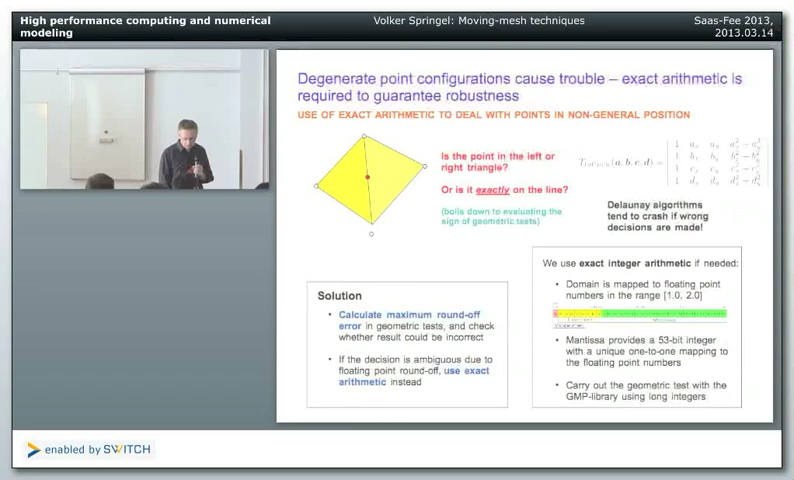 High performance computing and numerical
modeling
Volker Springel: Moving-mesh techniques
Saas-Fee 2013,
2013.03.14
Degenerate point configurations cause trouble – exact arithmetic is
required to guarantee robustness
USE OF EXACT ARITHMETIC TO DEAL WITH POINTS IN NON-GENERAL POSITION
Is the point in the left or
right triangle?
Or is it exactly on the line?
(boils down to evaluating the
sign of geometric tests)
Delaunay algorithms
tend to crash if wrong
decisions are made!
Solution
• Calculate maximum round-off
error in geometric tests, and check
whether result could be incorrect
• If the decision is ambiguous due to
floating point round-off, use exact
arithmetic instead
We use exact integer arithmetic if needed:
• Domain is mapped to floating point
numbers in the range [1.0, 2.0]
• Mantissa provides a 53-bit integer
with a unique one-to-one mapping to
the floating point numbers
• Carry out the geometric test with the
GMP-library using long integers
enabled by SWITCH